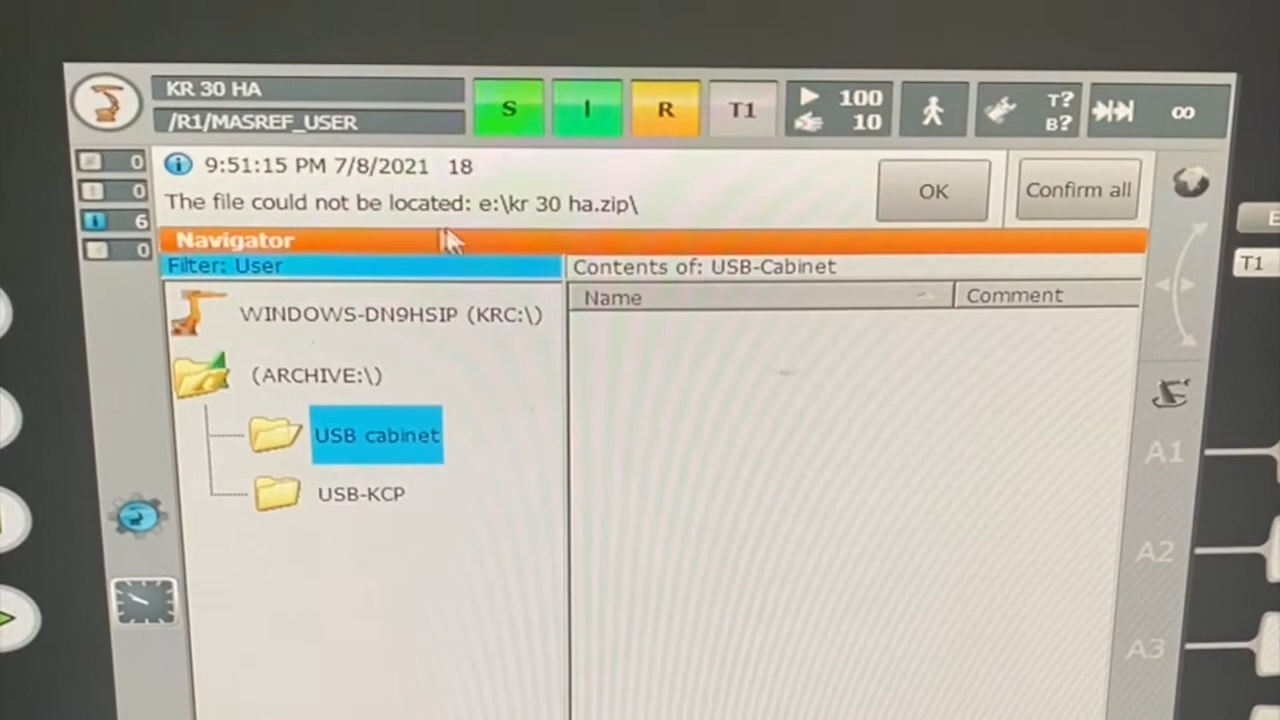 KR 30 HA
/R1/MASREF_USER
S
I
R
T1
100
10
T?
B?
∞
0
0
6
0
9:51:15 PM 7/8/2021 18
The file could not be located: e:\kr 30 ha.zip\
OK
Confirm all
Navigator
Filter: User
Contents of: USB-Cabinet
Name
Comment
WINDOWS-DN9HSIP (KRC:\)
(ARCHIVE:\)
USB cabinet
USB-KCP
A1
A2
A3
T1